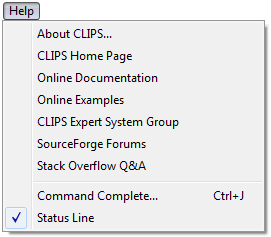 Help
About CLIPS...
CLIPS Home Page
Online Documentation
Online Examples
CLIPS Expert System Group
SourceForge Forums
Stack Overflow Q&A
Command Complete... Ctrl+J
Status Line